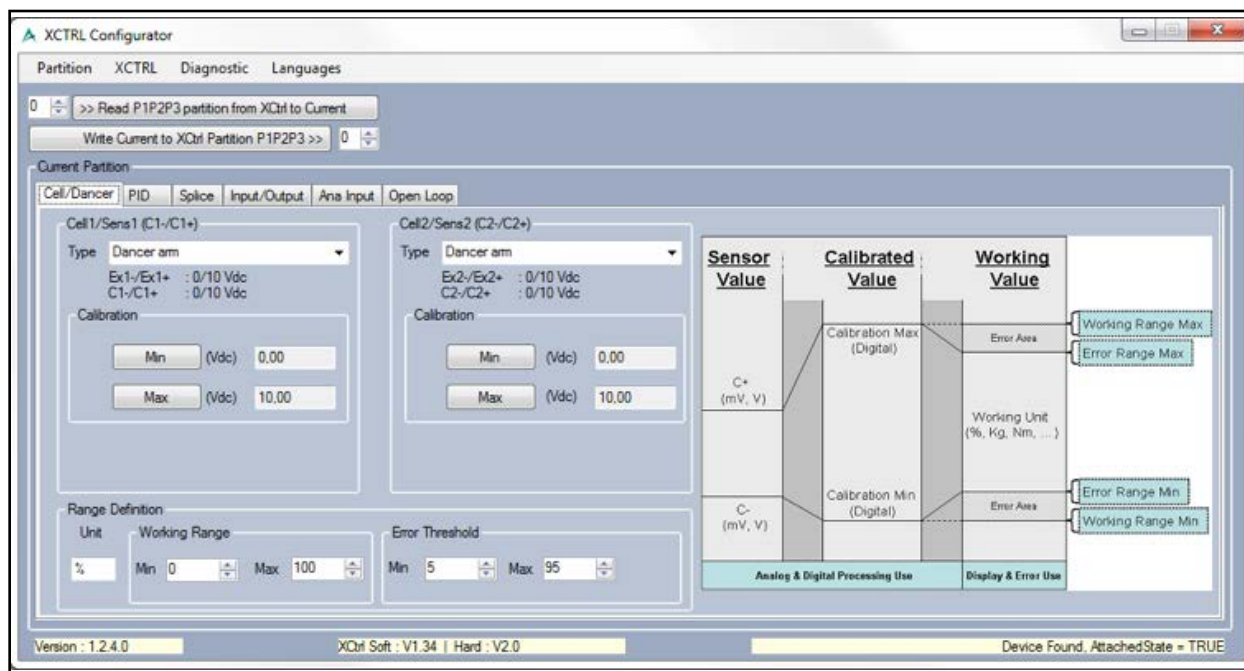 XCTRL Configurator
Partition XCTRL Diagnostic Languages
0 >> Read P1P2P3 partition from XCtrl to Current
Write Current to XCtrl Partition P1P2P3 >> 0
Current Partition
Cell/Dancer PID Splice Input/Output Ana Input Open Loop
Cell1/Sens1 (C1-/C1+)
Type Dancer arm
Ex1-/Ex1+ : 0/10 Vdc
C1-/C1+ : 0/10 Vdc
Calibration
Min (Vdc) 0,00
Max (Vdc) 10,00
Cell2/Sens2 (C2-/C2+)
Type Dancer arm
Ex2-/Ex2+ : 0/10 Vdc
C2-/C2+ : 0/10 Vdc
Calibration
Min (Vdc) 0,00
Max (Vdc) 10,00
Range Definition
Unit
%
Working Range
Min 0 Max 100
Error Threshold
Min 5 Max 95
Sensor
Value
Calibrated
Value
Working
Value
C+
(mV, V)
C-
(mV, V)
Calibration Max
(Digital)
Calibration Min
(Digital)
Error Area
Working Unit
(%, Kg, Nm, ...)
Error Area
Working Range Max
Error Range Max
Error Range Min
Working Range Min
Analog & Digital Processing Use Display & Error Use
Version : 1.2.4.0 XCtrl Soft : V1.34 | Hard : V2.0 Device Found, AttachedState = TRUE